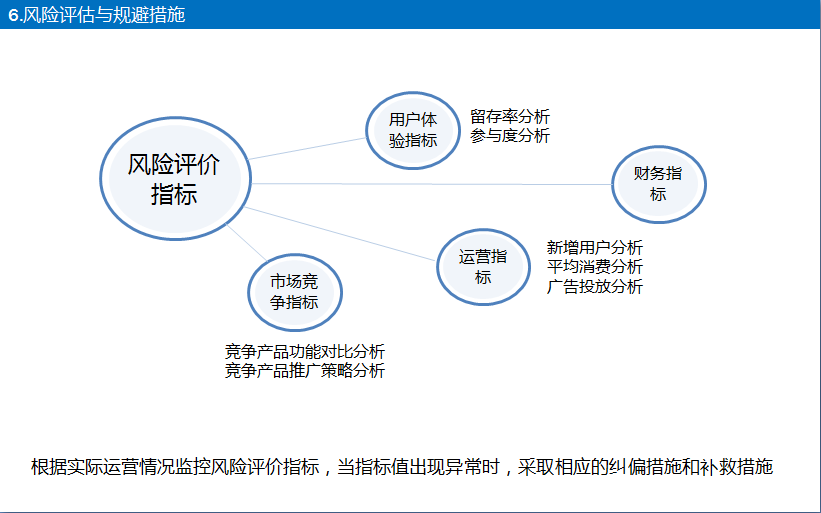 6.风险评估与规避措施
风险评价
指标
用户体
验指标
留存率分析
参与度分析
财务指
标
运营指
标
新增用户分析
平均消费分析
广告投放分析
市场竞
争指标
竞争产品功能对比分析
竞争产品推广策略分析
根据实际运营情况监控风险评价指标，当指标值出现异常时，采取相应的纠偏措施和补救措施